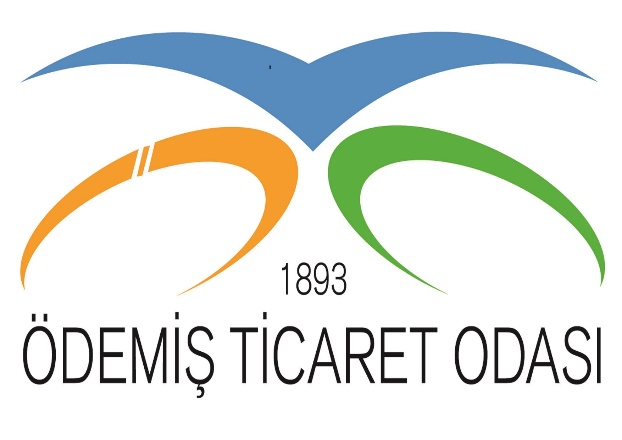 1893
ÖDEMİŞ TİCARET ODASI